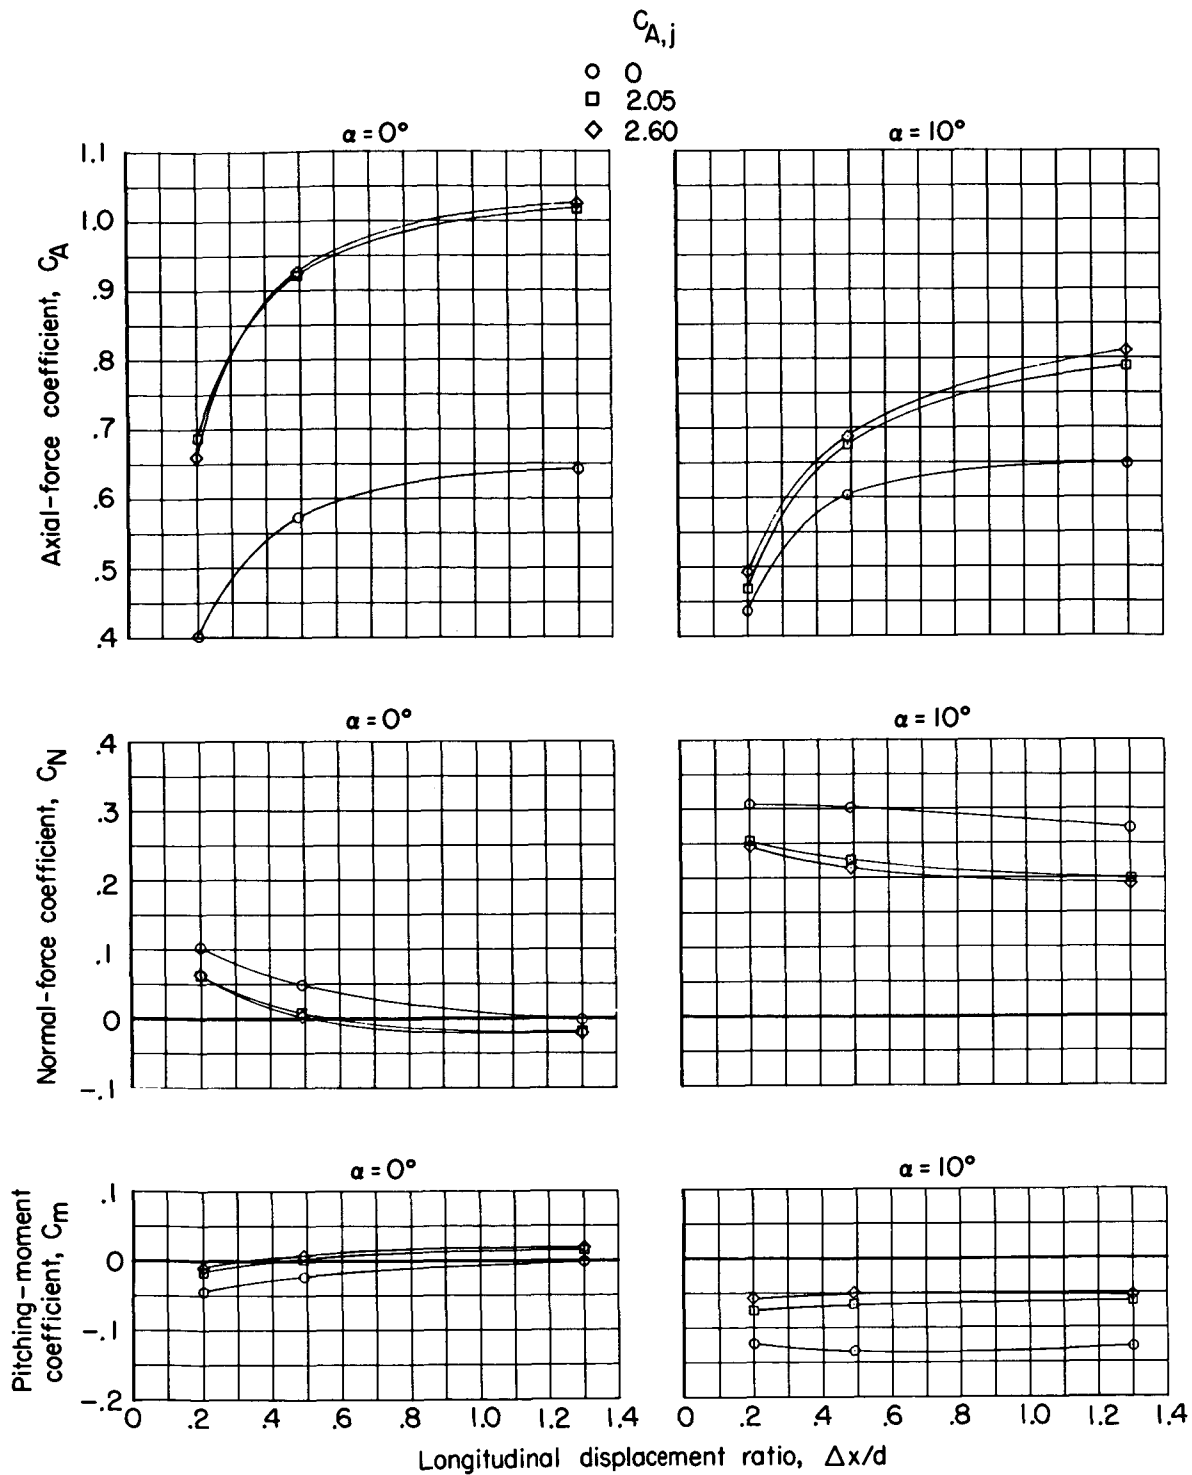 C_A,j
○ 0
□ 2.05
◇ 2.60
α = 0°
α = 10°
1.1
1.0
.9
.8
.7
.6
.5
.4
Axial-force coefficient, C_A
α = 0°
α = 10°
.4
.3
.2
.1
0
-.1
Normal-force coefficient, C_N
α = 0°
α = 10°
.1
0
-.1
-.2
Pitching-moment
coefficient, C_m
0 .2 .4 .6 .8 1.0 1.2 1.4
0 .2 .4 .6 .8 1.0 1.2 1.4
Longitudinal displacement ratio, Δx/d